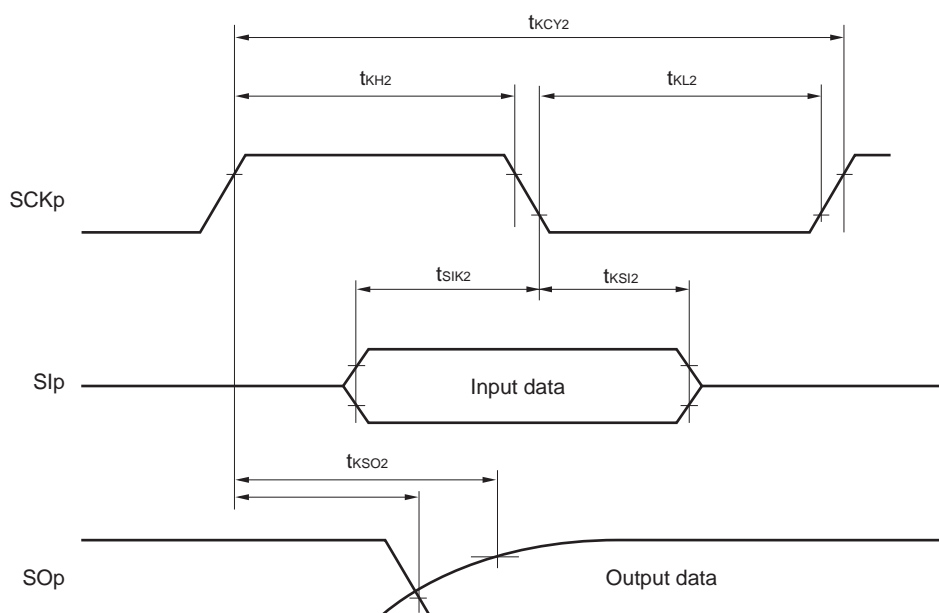 tKCY2
tKH2
tKL2
SCKp
tSIK2
tKSI2
SIp
Input data
tKSO2
SOp
Output data